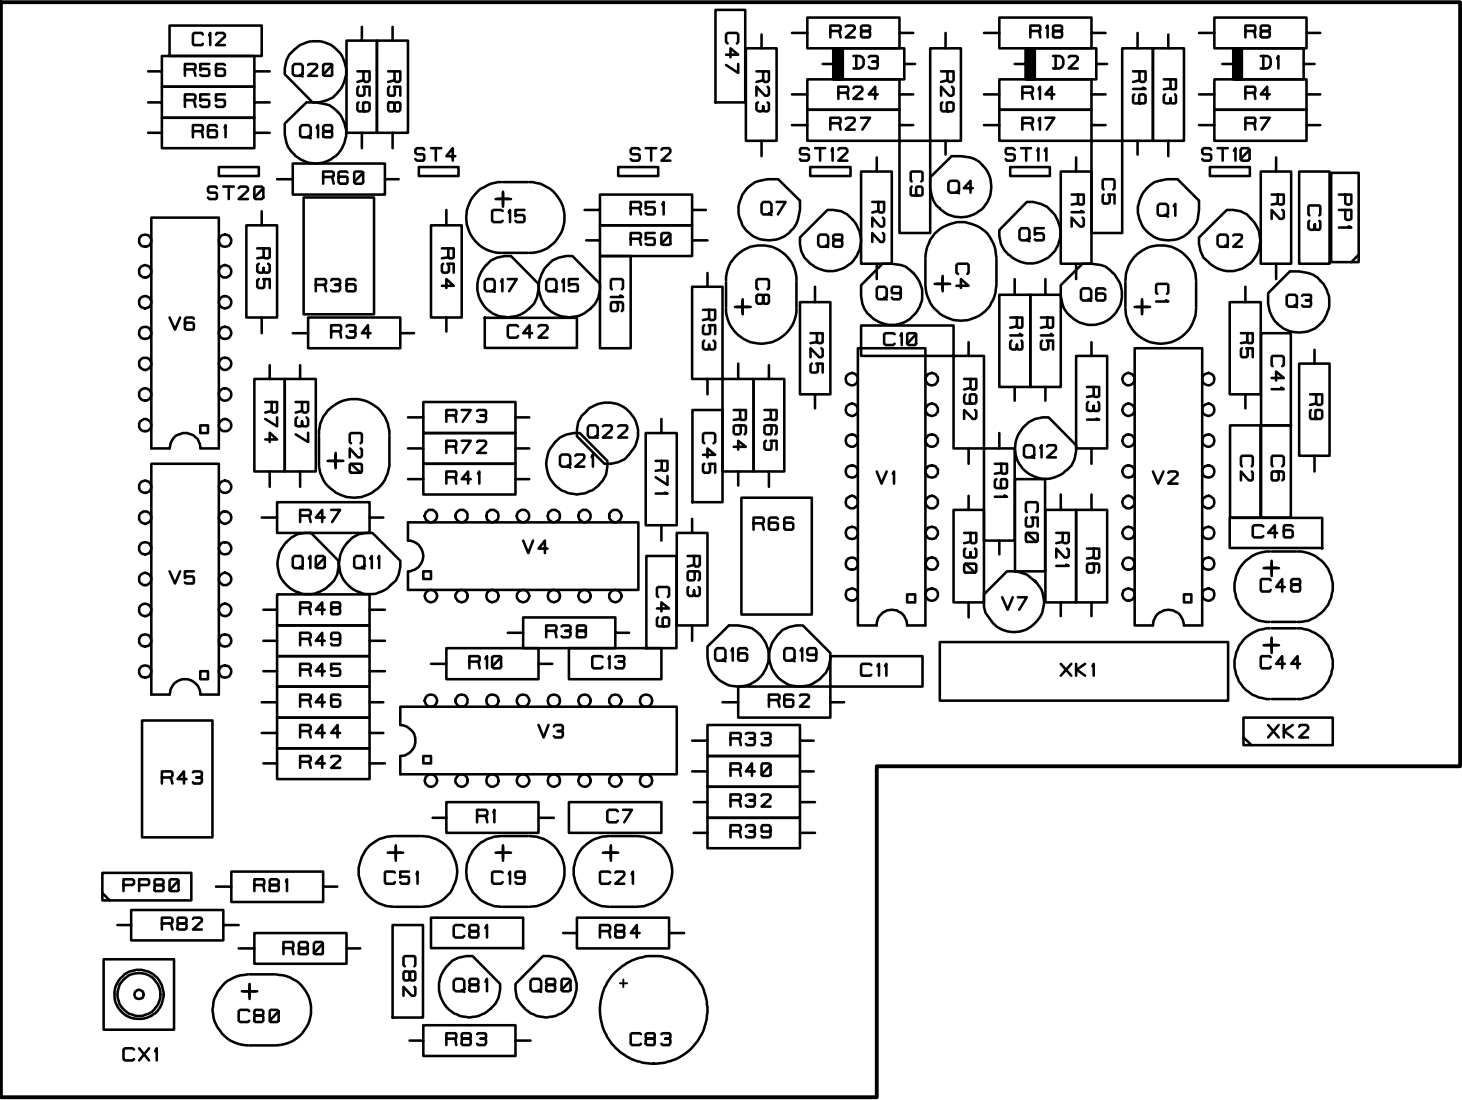 C12
R56
R55
R61
Q20
Q18
R59
R58
C47
R23
R28
D3
R24
R27
R29
R18
D2
R14
R17
R19
R3
R8
D1
R4
R7
ST20
R60
ST4
ST2
ST12
ST11
ST10
C15
R51
R50
Q7
Q8
R22
C9
Q4
Q5
R12
C5
Q1
Q2
R2
C3
PP1
V6
R35
R36
R34
R54
Q17
Q15
C42
C16
R53
C8
+
R25
Q9
C4
+
C10
R13
R15
Q6
C1
+
R5
C41
Q3
R9
R74
R37
C20
+
R73
R72
R41
Q22
Q21
R71
C45
R64
R65
V1
R92
R91
Q12
R31
V2
C2
C6
C46
V5
R47
Q10
Q11
V4
R66
R63
C49
R30
C50
R21
R6
V7
+
C48
R48
R49
R45
R46
R44
R42
R38
R10
C13
Q16
Q19
C11
R62
XK1
+
C44
XK2
R43
V3
R33
R40
R32
R39
R1
C7
+
C51
+
C19
+
C21
PP80
R81
R82
R80
C81
R84
C82
Q81
Q80
+
C80
+
C83
R83
CX1